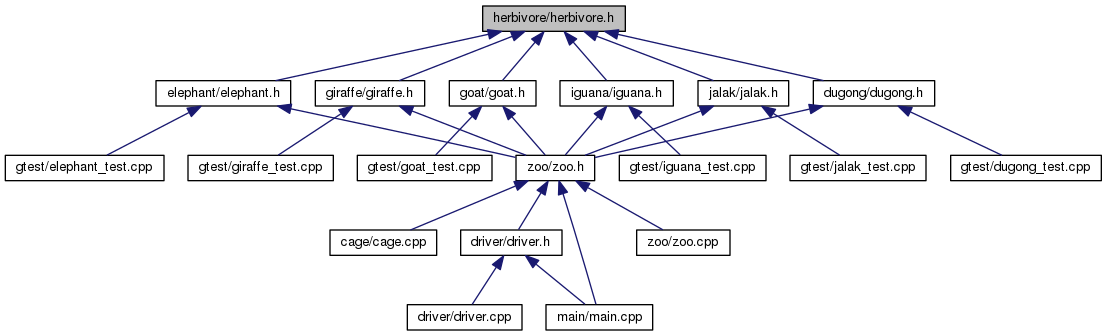 herbivore/herbivore.h
elephant/elephant.h
giraffe/giraffe.h
goat/goat.h
iguana/iguana.h
jalak/jalak.h
dugong/dugong.h
gtest/elephant_test.cpp
gtest/giraffe_test.cpp
gtest/goat_test.cpp
zoo/zoo.h
gtest/iguana_test.cpp
gtest/jalak_test.cpp
gtest/dugong_test.cpp
cage/cage.cpp
driver/driver.h
zoo/zoo.cpp
driver/driver.cpp
main/main.cpp